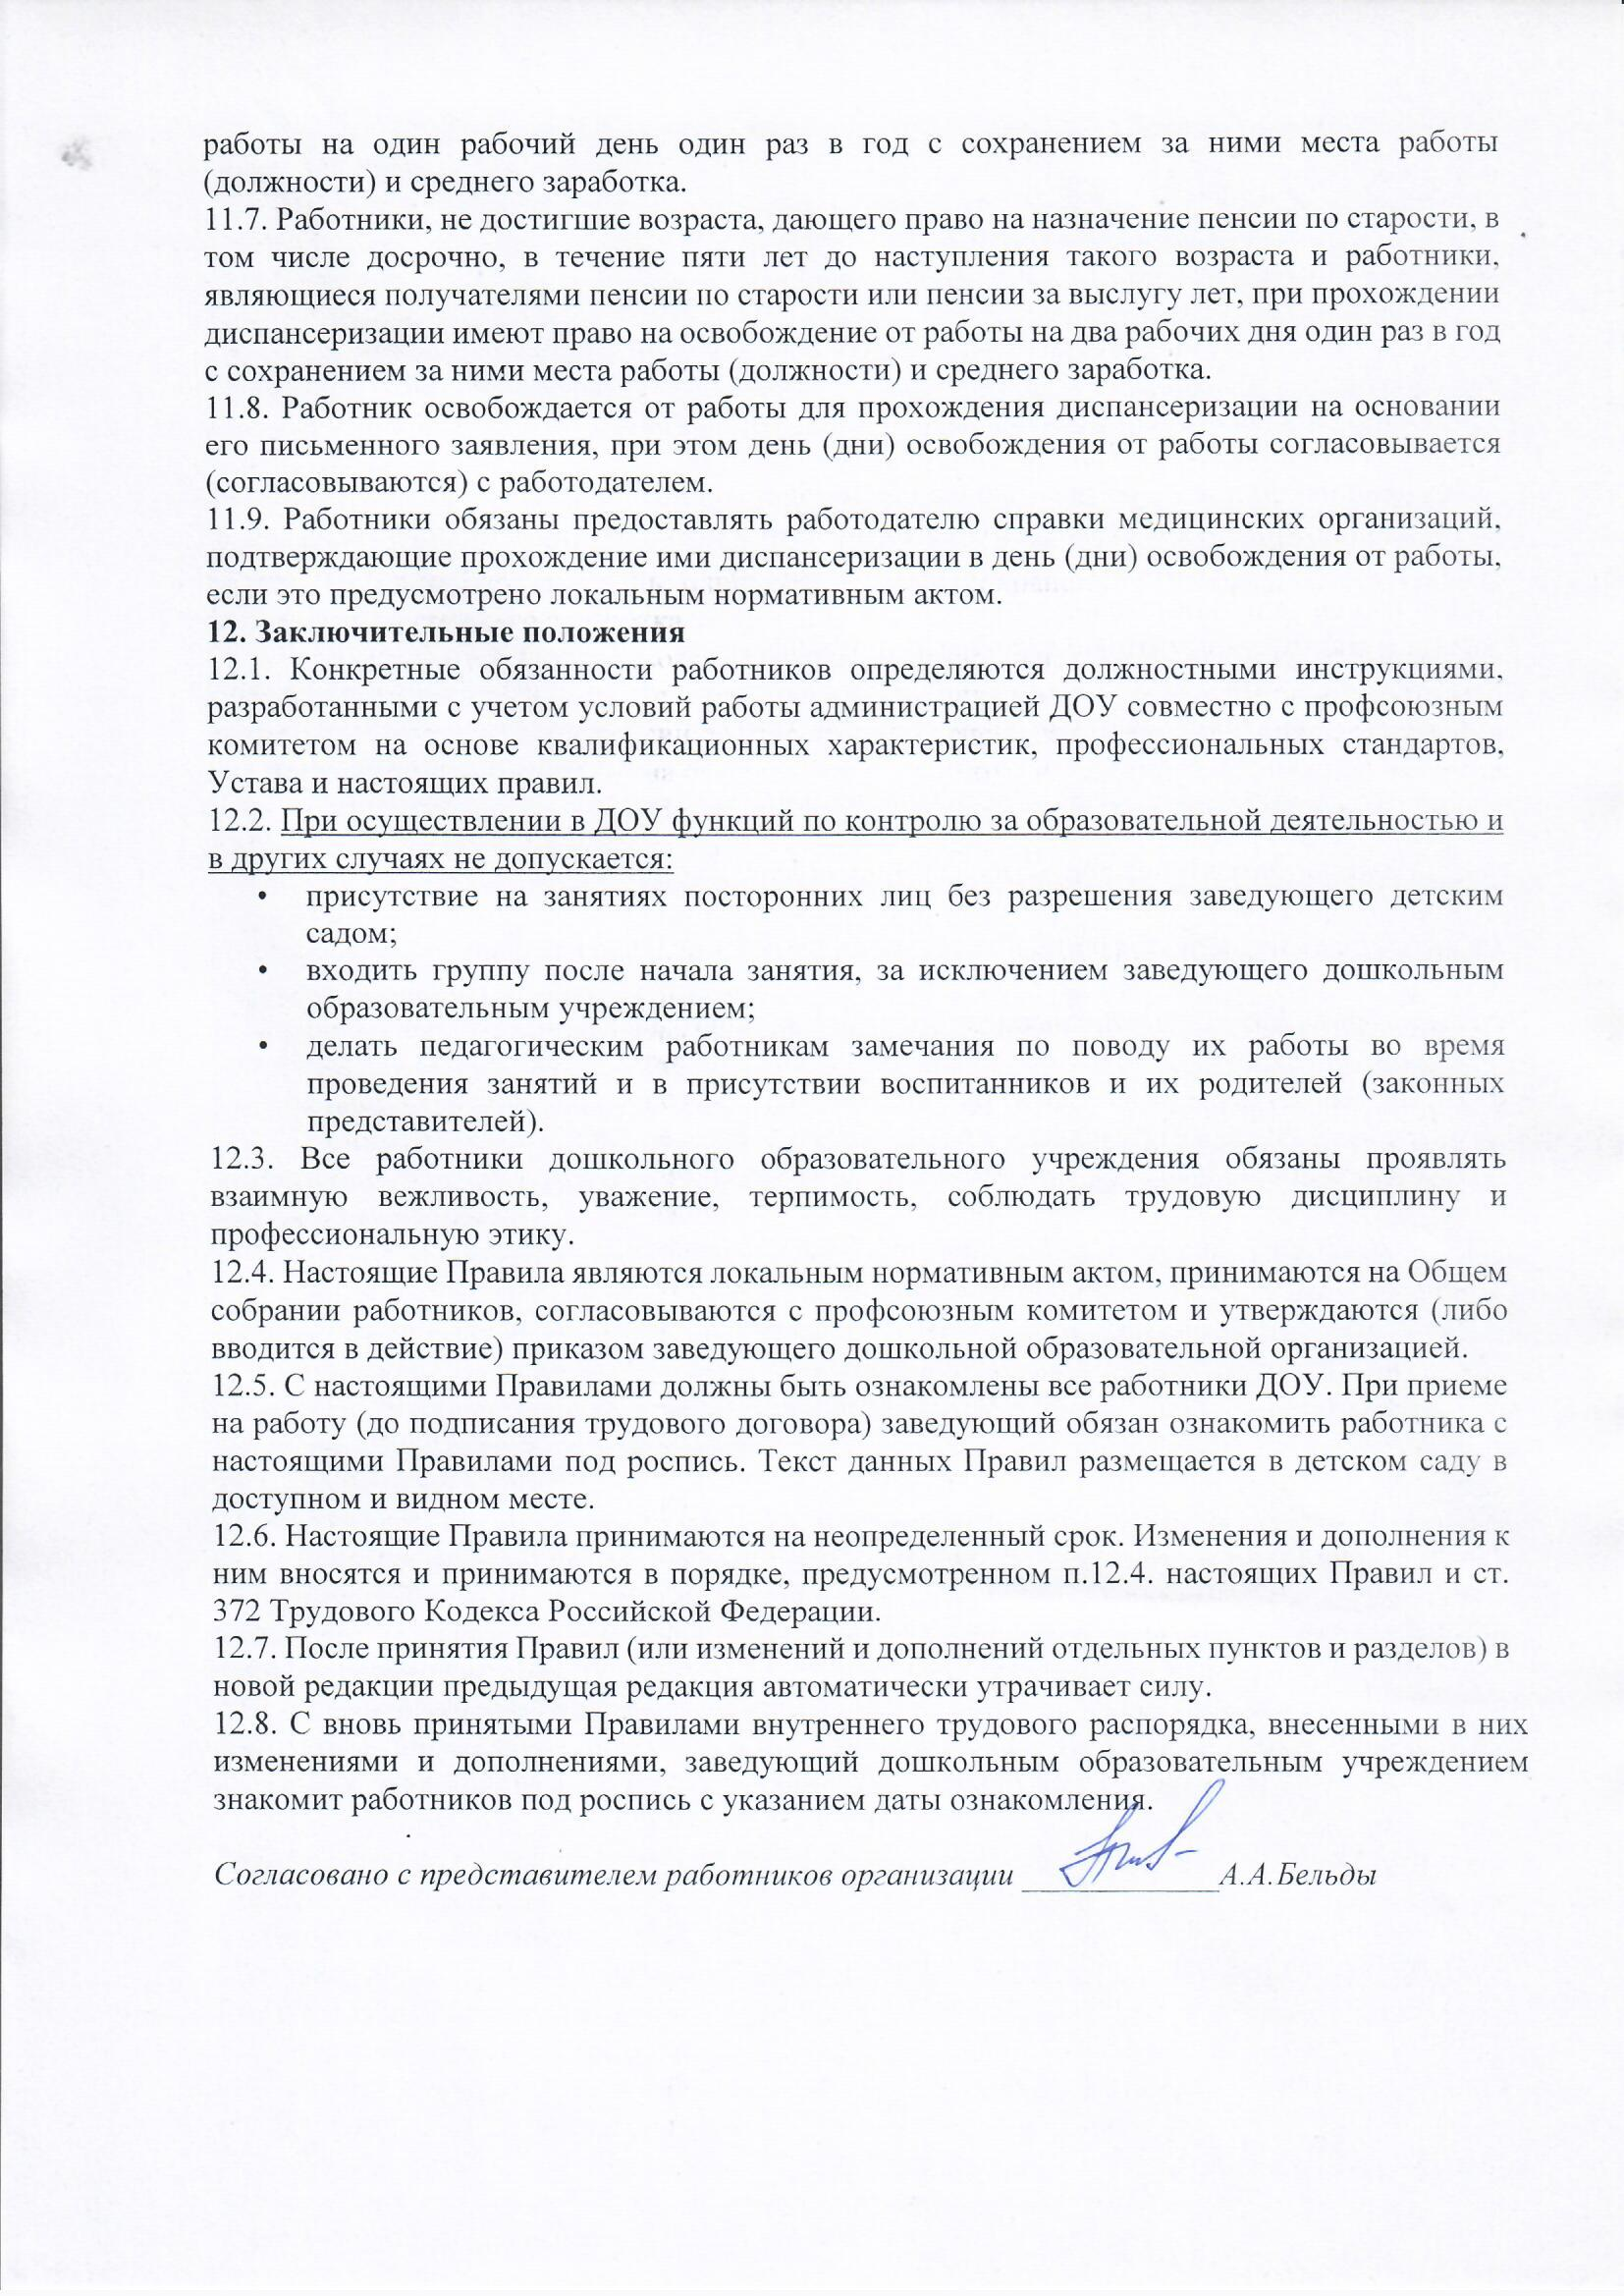 работы на один рабочий день один раз в год с сохранением за ними места работы
(должности) и среднего заработка.
11.7. Работники, не достигшие возраста, дающего право на назначение пенсии по старости, в
том числе досрочно, в течение пяти лет до наступления такого возраста и работники,
являющиеся получателями пенсии по старости или пенсии за выслугу лет, при прохождении
диспансеризации имеют право на освобождение от работы на два рабочих дня один раз в год
с сохранением за ними места работы (должности) и среднего заработка.
11.8. Работник освобождается от работы для прохождения диспансеризации на основании
его письменного заявления, при этом день (дни) освобождения от работы согласовывается
(согласовываются) с работодателем.
11.9. Работники обязаны предоставлять работодателю справки медицинских организаций,
подтверждающие прохождение ими диспансеризации в день (дни) освобождения от работы,
если это предусмотрено локальным нормативным актом.
12. Заключительные положения
12.1. Конкретные обязанности работников определяются должностными инструкциями,
разработанными с учетом условий работы администрацией ДОУ совместно с профсоюзным
комитетом на основе квалификационных характеристик, профессиональных стандартов,
Устава и настоящих правил.
12.2. При осуществлении в ДОУ функций по контролю за образовательной деятельностью и
в других случаях не допускается:
• присутствие на занятиях посторонних лиц без разрешения заведующего детским
садом;
• входить группу после начала занятия, за исключением заведующего дошкольным
образовательным учреждением;
• делать педагогическим работникам замечания по поводу их работы во время
проведения занятий и в присутствии воспитанников и их родителей (законных
представителей).
12.3. Все работники дошкольного образовательного учреждения обязаны проявлять
взаимную вежливость, уважение, терпимость, соблюдать трудовую дисциплину и
профессиональную этику.
12.4. Настоящие Правила являются локальным нормативным актом, принимаются на Общем
собрании работников, согласовываются с профсоюзным комитетом и утверждаются (либо
вводится в действие) приказом заведующего дошкольной образовательной организацией.
12.5. С настоящими Правилами должны быть ознакомлены все работники ДОУ. При приеме
на работу (до подписания трудового договора) заведующий обязан ознакомить работника с
настоящими Правилами под роспись. Текст данных Правил размещается в детском саду в
доступном и видном месте.
12.6. Настоящие Правила принимаются на неопределенный срок. Изменения и дополнения к
ним вносятся и принимаются в порядке, предусмотренном п.12.4. настоящих Правил и ст.
372 Трудового Кодекса Российской Федерации.
12.7. После принятия Правил (или изменений и дополнений отдельных пунктов и разделов) в
новой редакции предыдущая редакция автоматически утрачивает силу.
12.8. С вновь принятыми Правилами внутреннего трудового распорядка, внесенными в них
изменениями и дополнениями, заведующий дошкольным образовательным учреждением
знакомит работников под роспись с указанием даты ознакомления.
Согласовано с представителем работников организации ____________А.А.Бельды